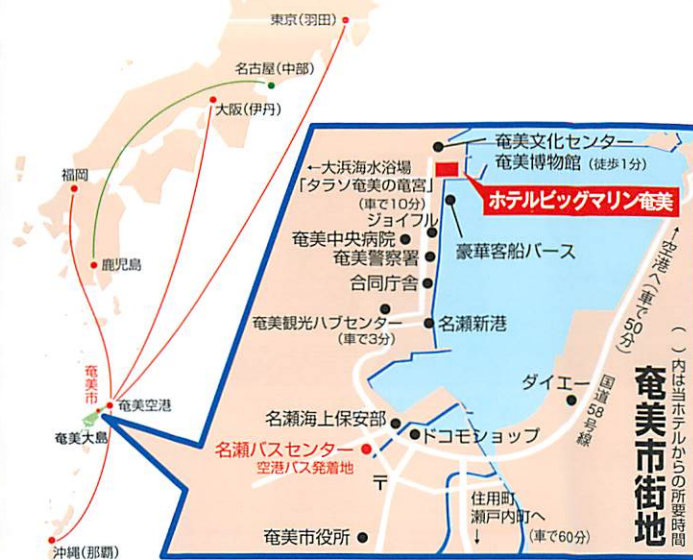 東京(羽田)
名古屋(中部)
大阪(伊丹)
福岡
鹿児島
奄美市
奄美空港
奄美大島
沖縄(那覇)
奄美文化センター
奄美博物館 (徒歩1分)
←大浜海水浴場
「タラソ奄美の竜宮」
(車で10分)
ホテルビッグマリン奄美
ジョイフル
奄美中央病院
豪華客船バース
奄美警察署
合同庁舎
奄美観光ハブセンター
(車で3分)
名瀬新港
←空港へ(車で50分)
国道58号線
ダイエー
名瀬海上保安部
ドコモショップ
名瀬バスセンター
空港バス発着地
〒
住用町
瀬戸内町へ
↓
(車で60分)
奄美市役所
( )内は当ホテルからの所要時間
奄美市街地